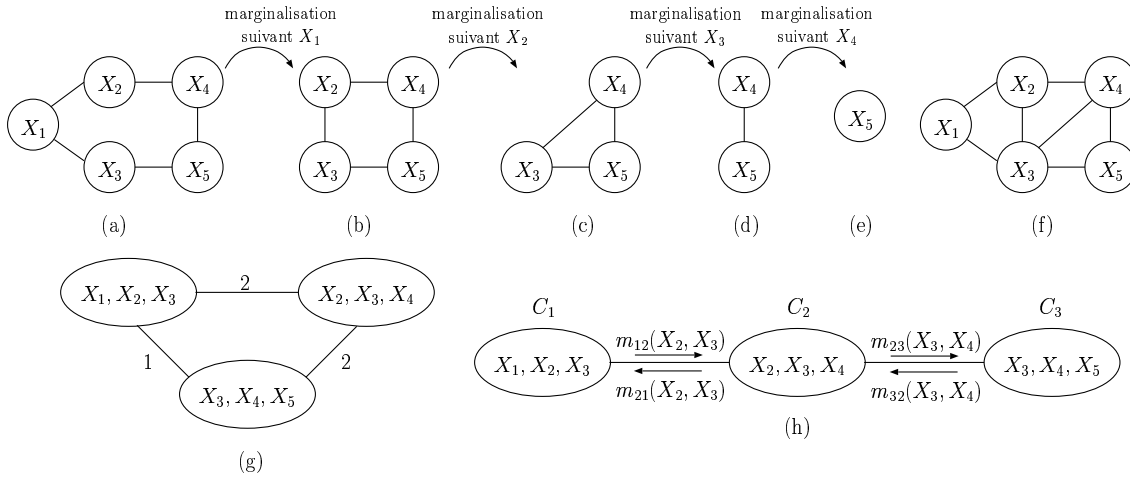 marginalisation
suivant X₁
marginalisation
suivant X₂
marginalisation
suivant X₃
marginalisation
suivant X₄
X₁
X₂
X₄
X₃
X₅
(a)
X₂
X₄
X₃
X₅
(b)
X₄
X₃
X₅
(c)
X₄
X₅
(d)
X₅
(e)
X₁
X₂
X₄
X₃
X₅
(f)
X₁, X₂, X₃
2
X₂, X₃, X₄
1
2
X₃, X₄, X₅
(g)
C₁
C₂
C₃
X₁, X₂, X₃
m₁₂(X₂, X₃)
m₂₁(X₂, X₃)
X₂, X₃, X₄
m₂₃(X₃, X₄)
m₃₂(X₃, X₄)
X₃, X₄, X₅
(h)